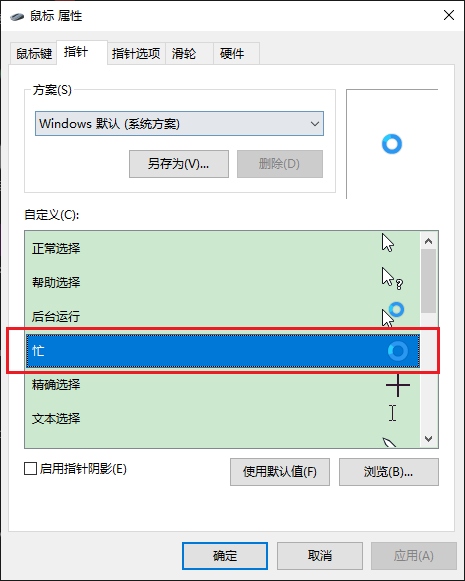 鼠标 属性
鼠标键 指针 指针选项 滑轮 硬件
方案(S)
Windows 默认 (系统方案)
另存为(V)... 删除(D)
自定义(C):
正常选择
帮助选择
后台运行
忙
精确选择
文本选择
启用指针阴影(E) 使用默认值(F) 浏览(B)...
确定 取消 应用(A)